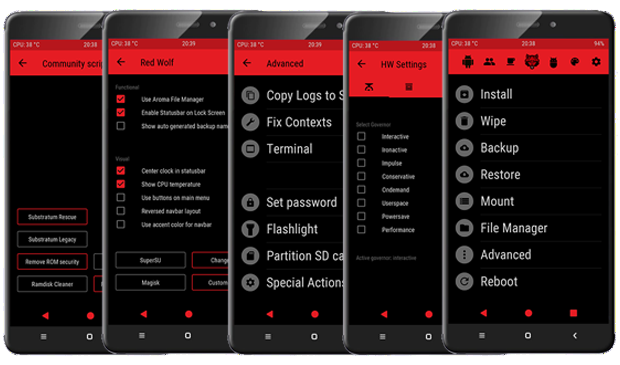 CPU: 38 °C 20:38
Community scrip
Substratum Rescue
Substratum Legacy
Remove ROM security
Ramdisk Cleaner
CPU: 38 °C 20:39
Red Wolf
Functional
Use Aroma File Manager
Enable Statusbar on Lock Screen
Show auto generated backup nam
Visual
Center clock in statusbar
Show CPU temperature
Use buttons on main menu
Reversed navbar layout
Use accent color for navbar
SuperSU Change
Magisk Custom
CPU: 38 °C 20:39
Advanced
Copy Logs to S
Fix Contexts
Terminal
Set password
Flashlight
Partition SD ca
Special Actions
CPU: 38 °C 20:38
HW Settings
Select Governor
Interactive
Ironactive
Impulse
Conservative
Ondemand
Userspace
Powersave
Performance
Active governor: interactive
CPU: 38 °C 20:38 94%
Install
Wipe
Backup
Restore
Mount
File Manager
Advanced
Reboot